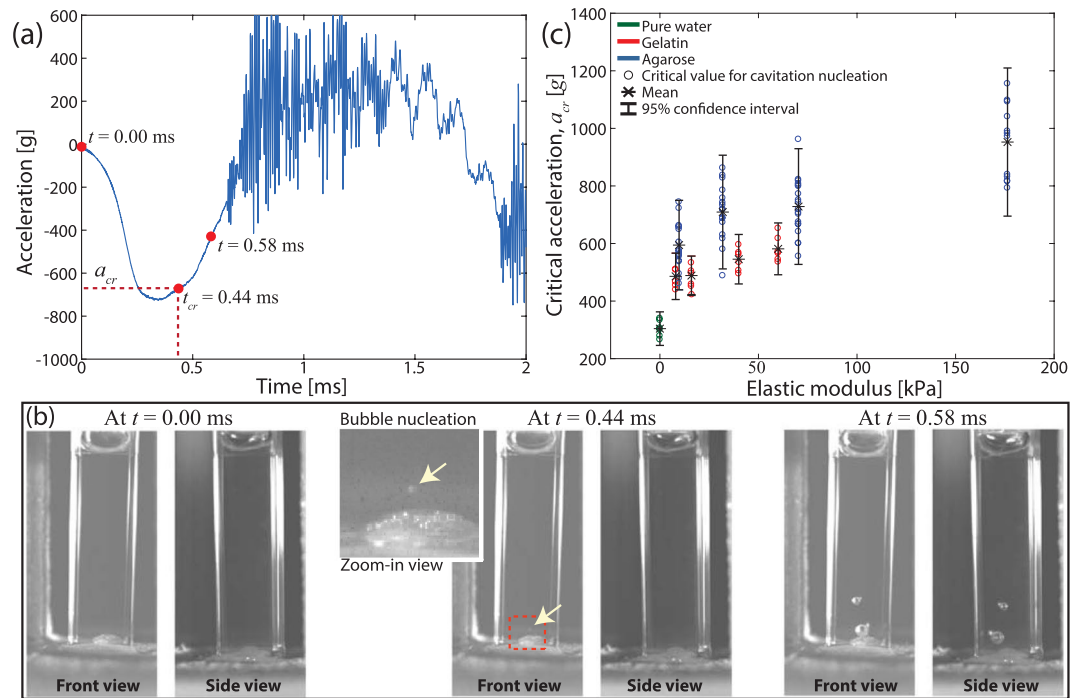 (a)
600
400
200
0
-200
-400
-600
-800
-1000
0
0.5
1
1.5
2
Acceleration [g]
Time [ms]
t = 0.00 ms
t = 0.58 ms
t_cr = 0.44 ms
a_cr
(c)
1400
1200
1000
800
600
400
200
0
50
100
150
200
Critical acceleration, a_cr [g]
Elastic modulus [kPa]
Pure water
Gelatin
Agarose
Critical value for cavitation nucleation
Mean
95% confidence interval
(b)
At t = 0.00 ms
Bubble nucleation
At t = 0.44 ms
At t = 0.58 ms
Zoom-in view
Front view
Side view
Front view
Side view
Front view
Side view